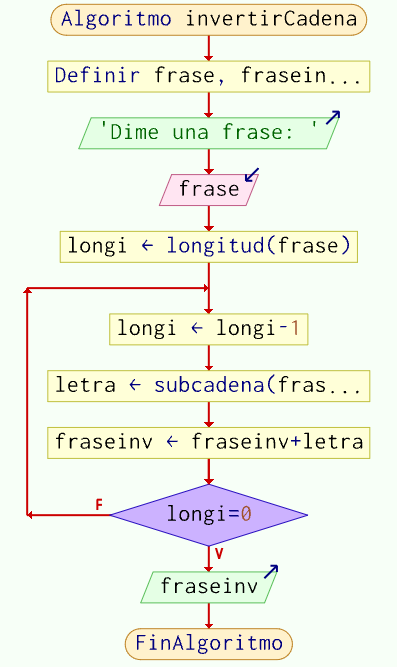 Algoritmo invertirCadena
Definir frase, frasein...
'Dime una frase: '
frase
longi ← longitud(frase)
longi ← longi-1
letra ← subcadena(fras...
fraseinv ← fraseinv+letra
F
longi=0
V
fraseinv
FinAlgoritmo